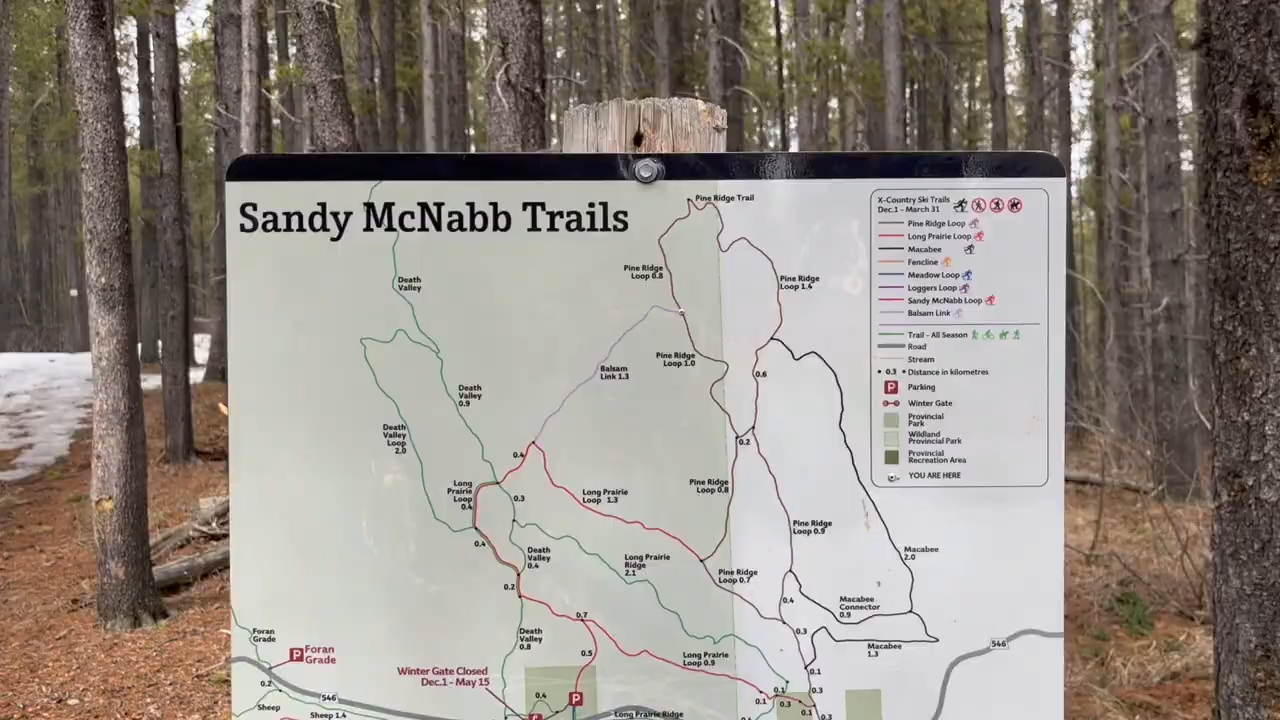 Sandy McNabb Trails
Pine Ridge Trail
X-Country Ski Trails
Dec.1 - March 31
Pine Ridge Loop
Long Prairie Loop
Macabee
Fencline
Meadow Loop
Loggers Loop
Sandy McNabb Loop
Balsam Link
Trail - All Season
Road
Stream
• 0.3 • Distance in kilometres
P Parking
Winter Gate
Provincial
Park
Wildland
Provincial Park
Provincial
Recreation Area
YOU ARE HERE
Death
Valley
Pine Ridge
Loop 0.8
Pine Ridge
Loop 1.4
Pine Ridge
Loop 1.0
Balsam
Link 1.3
0.6
Death
Valley
0.9
Death
Valley
Loop
2.0
0.2
0.4
Long
Prairie
Loop
0.4
0.3
Long Prairie
Loop 1.3
Pine Ridge
Loop 0.8
Pine Ridge
Loop 0.9
Macabee
2.0
0.4
Death
Valley
0.4
Long Prairie
Ridge
2.1
Pine Ridge
Loop 0.7
0.2
0.4
Macabee
Connector
0.9
0.7
0.3
Foran
Grade
Death
Valley
0.8
Macabee
1.3
546
P Foran
Grade
0.5
Long Prairie
Loop 0.9
Winter Gate Closed
Dec.1 - May 15
0.1
0.2
546
0.4
P
0.1
0.1
0.3
0.3
0.1
0.3
Sheep
Sheep 1.4
P
Long Prairie Ridge